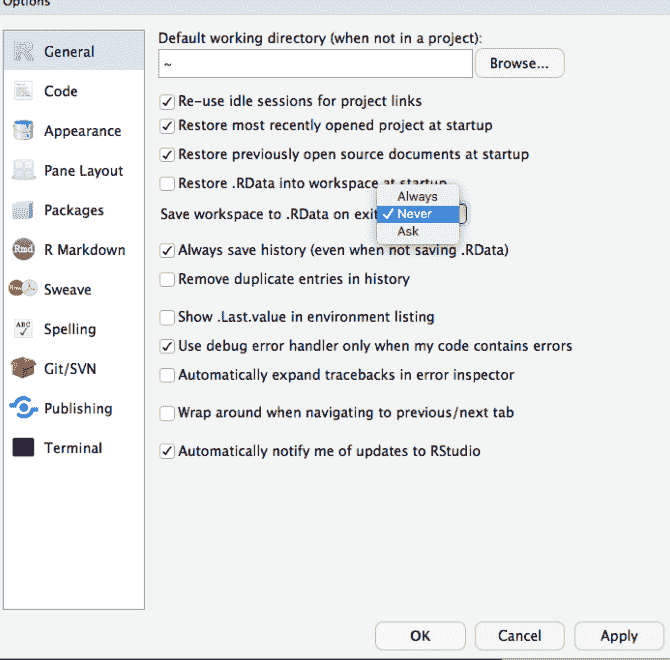 Options
General
Code
Appearance
Pane Layout
Packages
Rmd R Markdown
Sweave
ABC Spelling
Git/SVN
Publishing
Terminal
Default working directory (when not in a project):
~ Browse...
Re-use idle sessions for project links
Restore most recently opened project at startup
Restore previously open source documents at startup
Restore .RData into workspace at startup
Always
Save workspace to .RData on exit Never
Ask
Always save history (even when not saving .RData)
Remove duplicate entries in history
Show .Last.value in environment listing
Use debug error handler only when my code contains errors
Automatically expand tracebacks in error inspector
Wrap around when navigating to previous/next tab
Automatically notify me of updates to RStudio
OK Cancel Apply